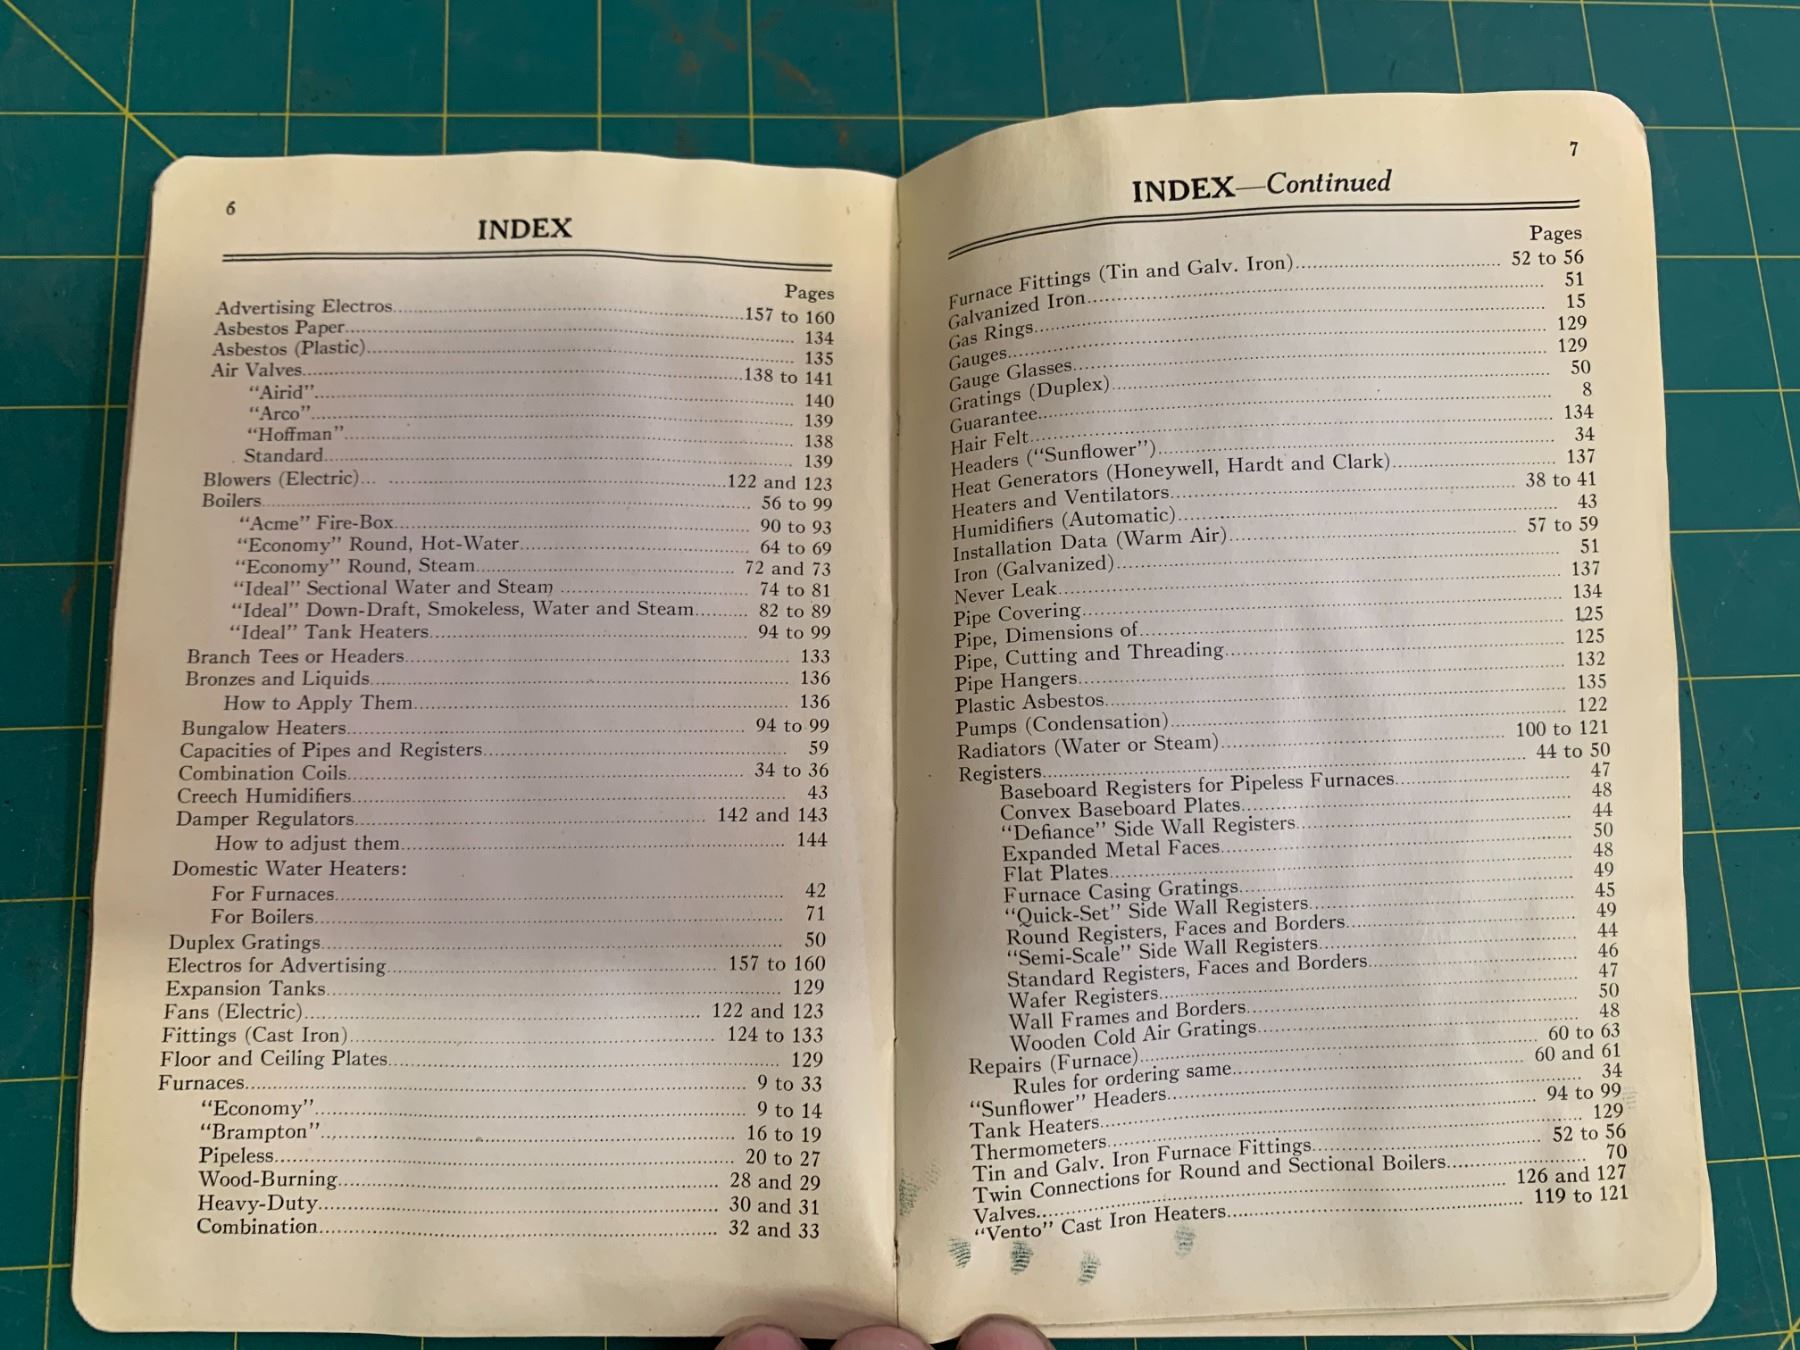 6
INDEX
Pages
Advertising Electros........157 to 160
Asbestos Paper........134
Asbestos (Plastic)........135
Air Valves........138 to 141
“Airid”........140
“Arco”........139
“Hoffman”........138
Standard........139
Blowers (Electric)........122 and 123
Boilers........56 to 99
“Acme” Fire-Box........90 to 93
“Economy” Round, Hot-Water........64 to 69
“Economy” Round, Steam........72 and 73
“Ideal” Sectional Water and Steam........74 to 81
“Ideal” Down-Draft, Smokeless, Water and Steam........82 to 89
“Ideal” Tank Heaters........94 to 99
Branch Tees or Headers........133
Bronzes and Liquids........136
How to Apply Them........136
Bungalow Heaters........94 to 99
Capacities of Pipes and Registers........59
Combination Coils........34 to 36
Creech Humidifiers........43
Damper Regulators........142 and 143
How to adjust them........144
Domestic Water Heaters:
For Furnaces........42
For Boilers........71
Duplex Gratings........50
Electros for Advertising........157 to 160
Expansion Tanks........129
Fans (Electric)........122 and 123
Fittings (Cast Iron)........124 to 133
Floor and Ceiling Plates........129
Furnaces........9 to 33
“Economy”........9 to 14
“Brampton”........16 to 19
Pipeless........20 to 27
Wood-Burning........28 and 29
Heavy-Duty........30 and 31
Combination........32 and 33
7
INDEX—Continued
Pages
Furnace Fittings (Tin and Galv. Iron)........52 to 56
Galvanized Iron........51
Gas Rings........15
Gauges........129
Gauge Glasses........129
Gratings (Duplex)........50
Guarantee........8
Hair Felt........134
Headers (“Sunflower”)........34
Heat Generators (Honeywell, Hardt and Clark)........137
Heaters and Ventilators........38 to 41
Humidifiers (Automatic)........43
Installation Data (Warm Air)........57 to 59
Iron (Galvanized)........51
Never Leak........137
Pipe Covering........134
Pipe, Dimensions of........125
Pipe, Cutting and Threading........125
Pipe Hangers........132
Plastic Asbestos........135
Pumps (Condensation)........122
Radiators (Water or Steam)........100 to 121
Registers........44 to 50
Baseboard Registers for Pipeless Furnaces........47
Convex Baseboard Plates........48
“Defiance” Side Wall Registers........44
Expanded Metal Faces........50
Flat Plates........48
Furnace Casing Gratings........49
“Quick-Set” Side Wall Registers........45
Round Registers, Faces and Borders........49
“Semi-Scale” Side Wall Registers........44
Standard Registers, Faces and Borders........46
Wafer Registers........47
Wall Frames and Borders........50
Wooden Cold Air Gratings........48
Repairs (Furnace)........60 to 63
Rules for ordering same........60 and 61
“Sunflower” Headers........34
Tank Heaters........94 to 99
Thermometers........129
Tin and Galv. Iron Furnace Fittings........52 to 56
Twin Connections for Round and Sectional Boilers........70
Valves........126 and 127
“Vento” Cast Iron Heaters........119 to 121